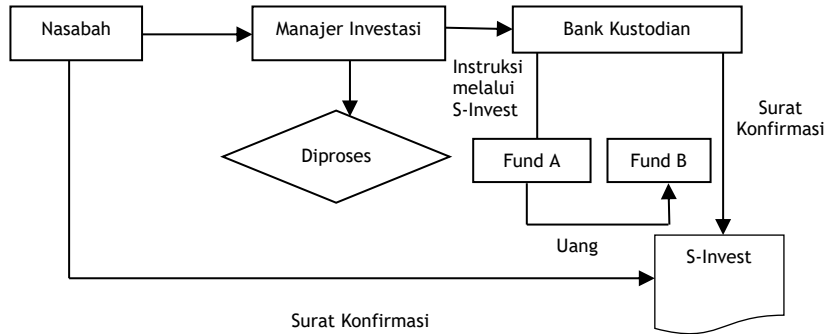 Nasabah
Manajer Investasi
Bank Kustodian
Instruksi
melalui
S-Invest
Surat
Konfirmasi
Diproses
Fund A
Fund B
Uang
S-Invest
Surat Konfirmasi